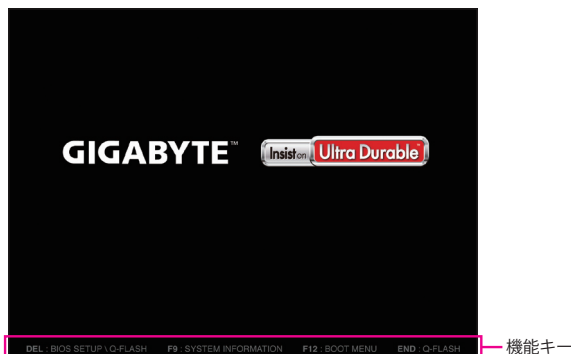 GIGABYTE™ Insist on Ultra Durable™
DEL : BIOS SETUP \ Q-FLASH F9 : SYSTEM INFORMATION F12 : BOOT MENU END : Q-FLASH
機能キー